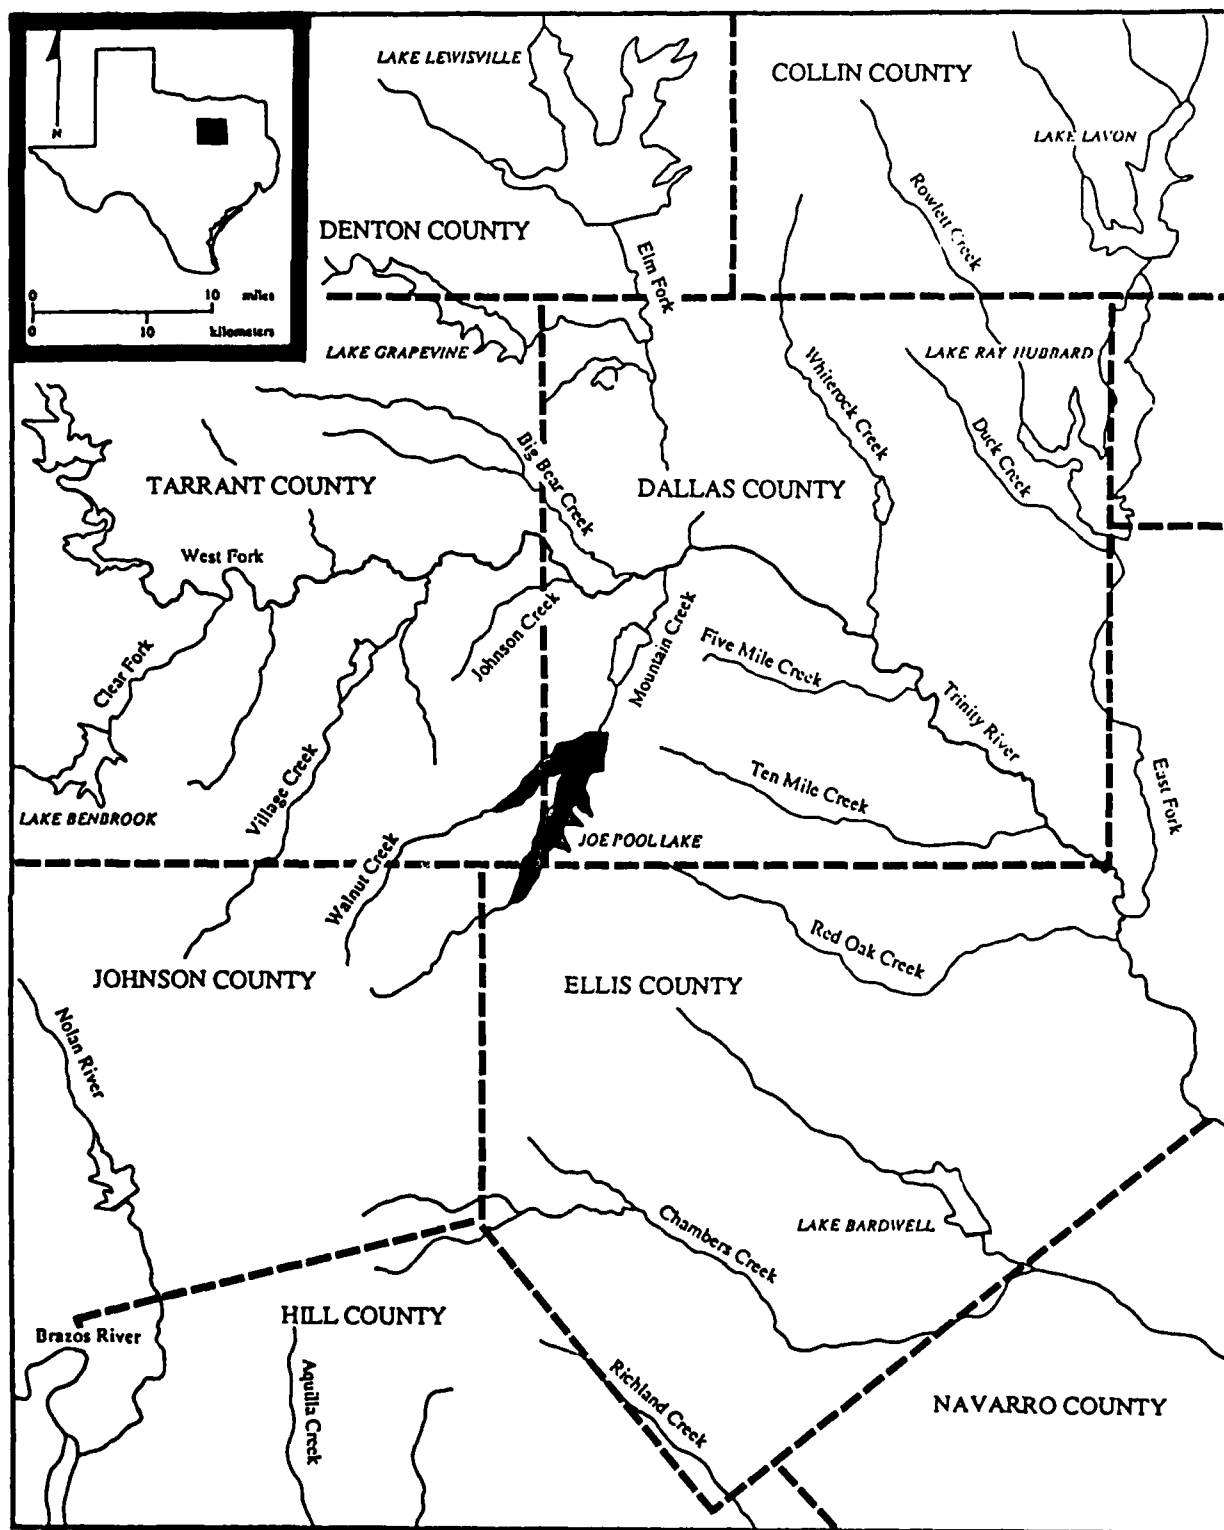 LAKE LEWISVILLE
COLLIN COUNTY
N
LAKE LAVON
Rowlett Creek
DENTON COUNTY
Elm Fork
0 10 miles
0 10 kilometers
LAKE GRAPEVINE
LAKE RAY HUBBARD
Whiterock Creek
Duck Creek
Big Bear Creek
TARRANT COUNTY
DALLAS COUNTY
West Fork
Johnson Creek
Mountain Creek
Five Mile Creek
Clear Fork
Trinity River
Village Creek
Ten Mile Creek
East Fork
LAKE BENBROOK
JOE POOL LAKE
Walnut Creek
Red Oak Creek
JOHNSON COUNTY
ELLIS COUNTY
Nolan River
Chambers Creek
LAKE BARDWELL
HILL COUNTY
Brazos River
Aquilla Creek
Richland Creek
NAVARRO COUNTY